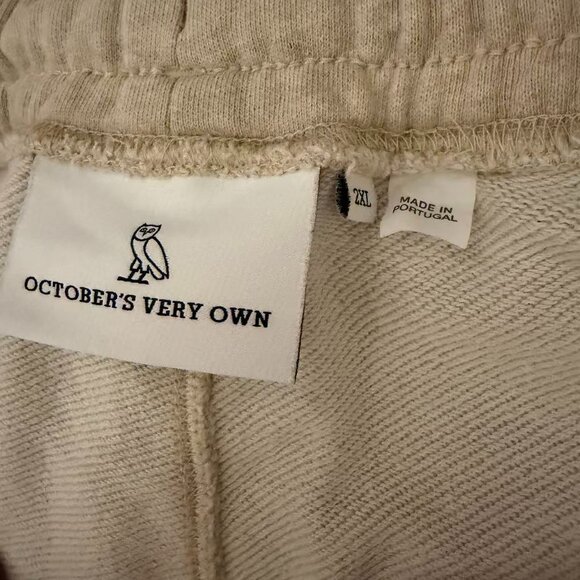 OCTOBER'S VERY OWN
2XL
MADE IN
PORTUGAL